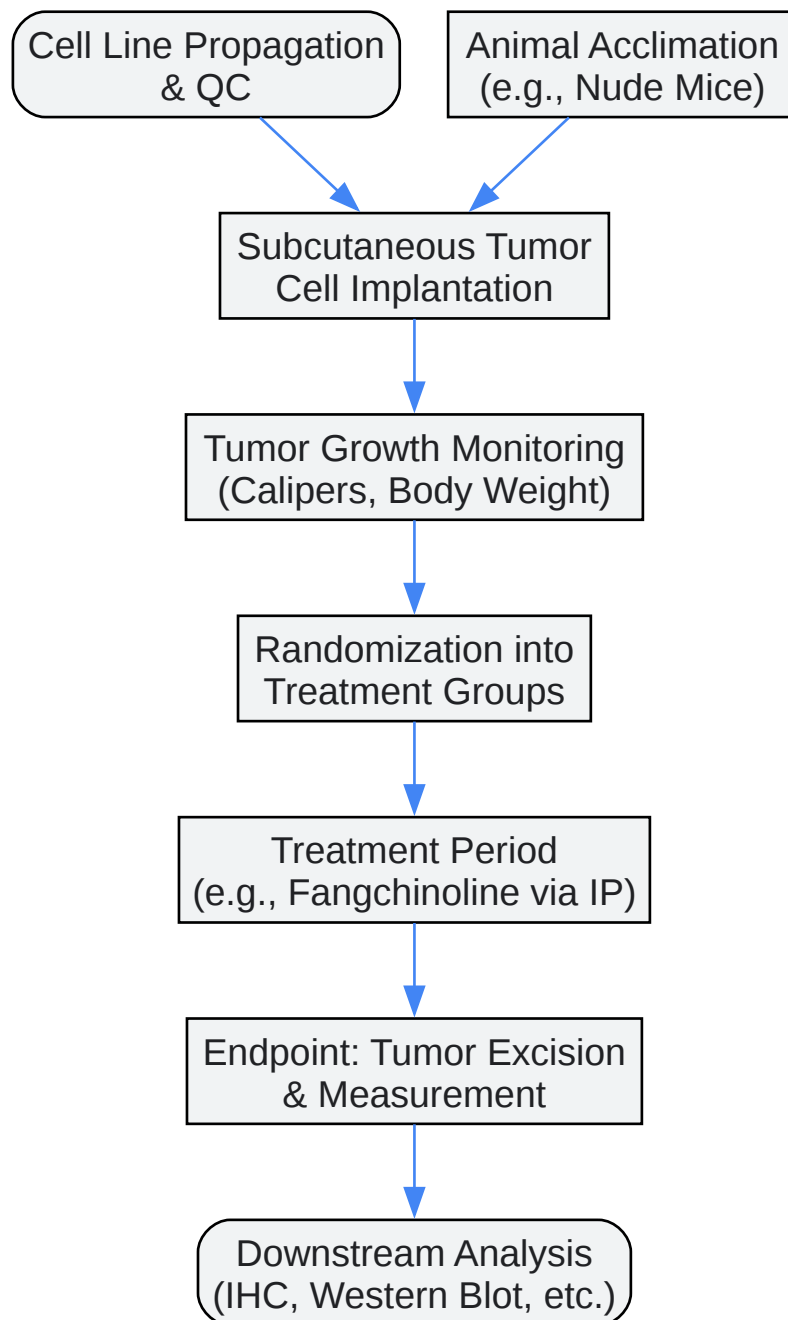 Cell Line Propagation
& QC
Animal Acclimation
(e.g., Nude Mice)
Subcutaneous Tumor
Cell Implantation
Tumor Growth Monitoring
(Calipers, Body Weight)
Randomization into
Treatment Groups
Treatment Period
(e.g., Fangchinoline via IP)
Endpoint: Tumor Excision
& Measurement
Downstream Analysis
(IHC, Western Blot, etc.)